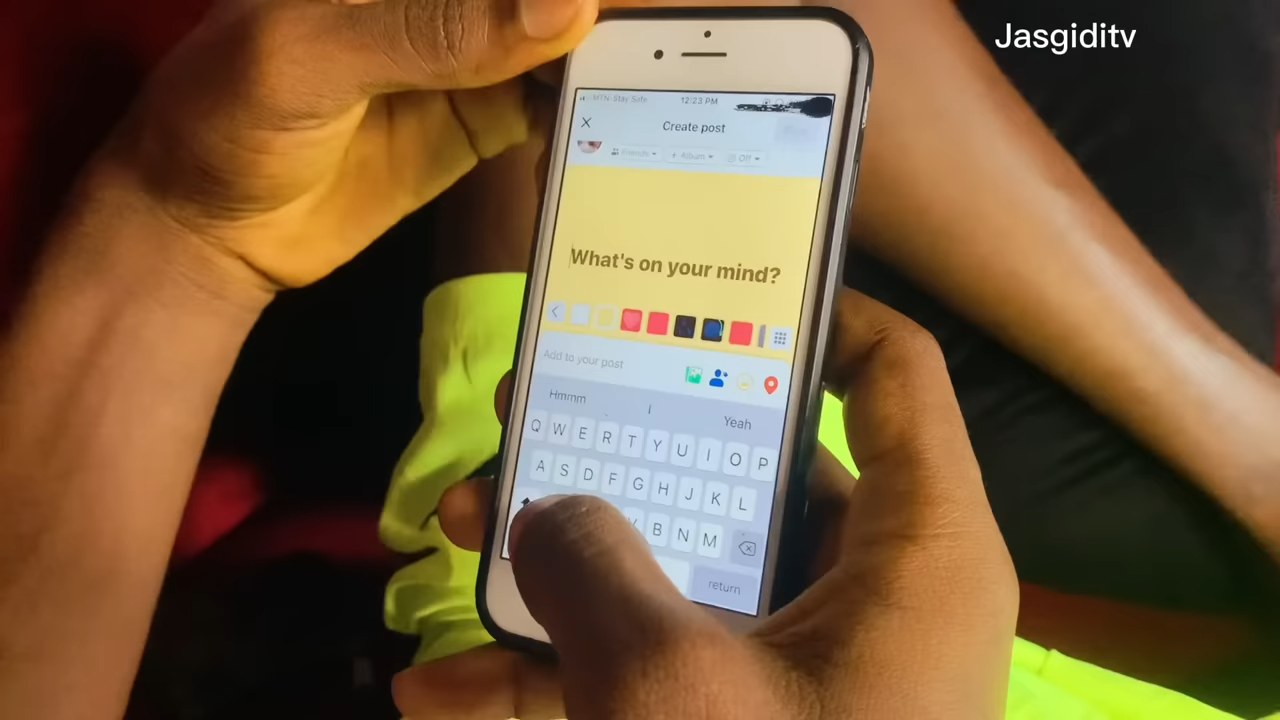 Jasgiditv
MTN Stay Safe 12:23 PM
Create post
Friends Album Off
What's on your mind?
Add to your post
Hmmm I Yeah
Q W E R T Y U I O P
A S D F G H J K L
V B N M
return